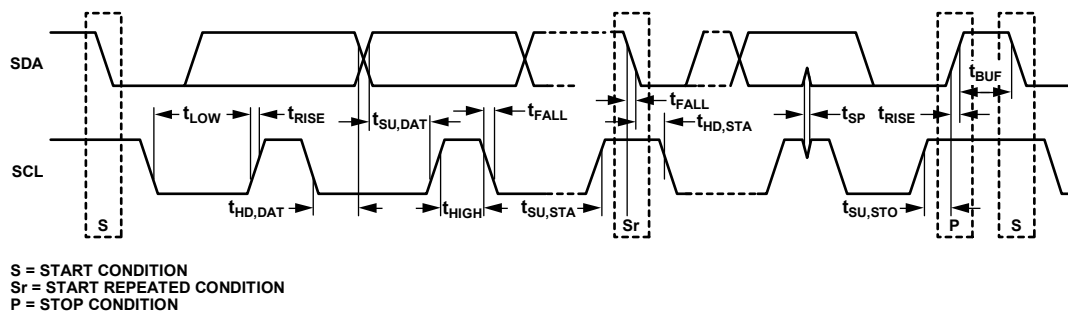 SDA
tBUF
tLOW
tRISE
tSU,DAT
tFALL
tFALL
tHD,STA
tSP
tRISE
SCL
tHD,DAT
tHIGH
tSU,STA
tSU,STO
S
Sr
P
S
S = START CONDITION
Sr = START REPEATED CONDITION
P = STOP CONDITION